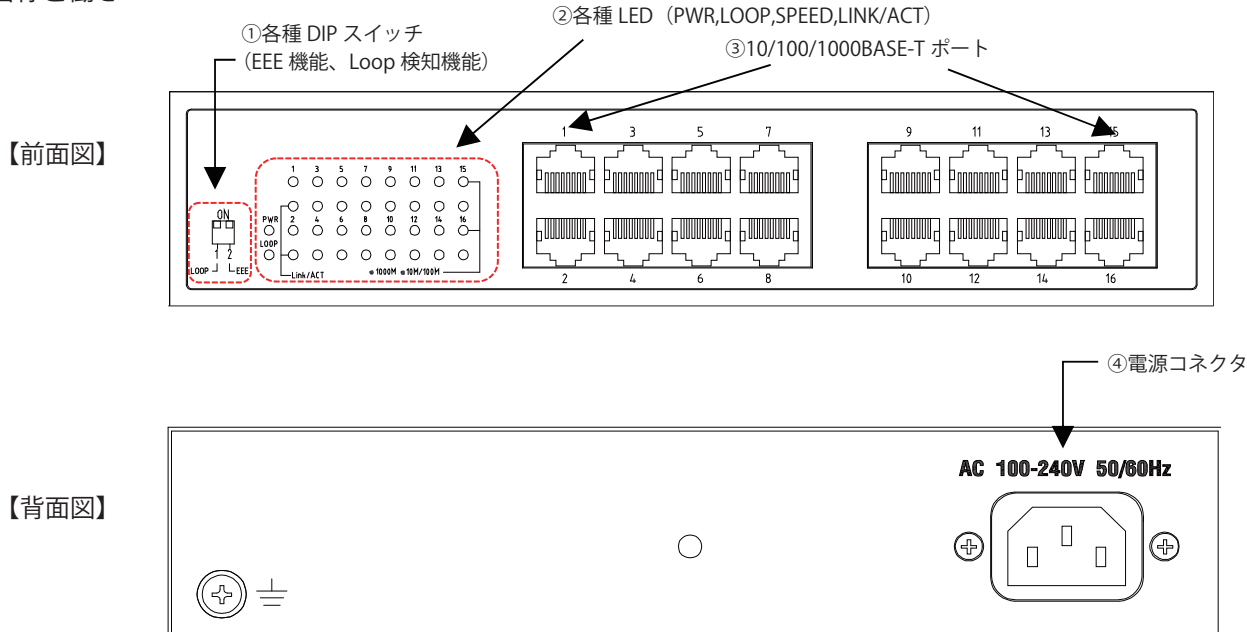 ②各種 LED（PWR,LOOP,SPEED,LINK/ACT）
①各種 DIP スイッチ
（EEE 機能、Loop 検知機能）
③10/100/1000BASE-T ポート
【前面図】
1 3 5 7 9 11 13 15
1 3 5 7 9 11 13 15
ON
PWR 2 4 6 8 10 12 14 16
LOOP
1 2
LOOP EEE
Link/ACT 1000M 10M/100M
2 4 6 8 10 12 14 16
④電源コネクタ
AC 100-240V 50/60Hz
【背面図】